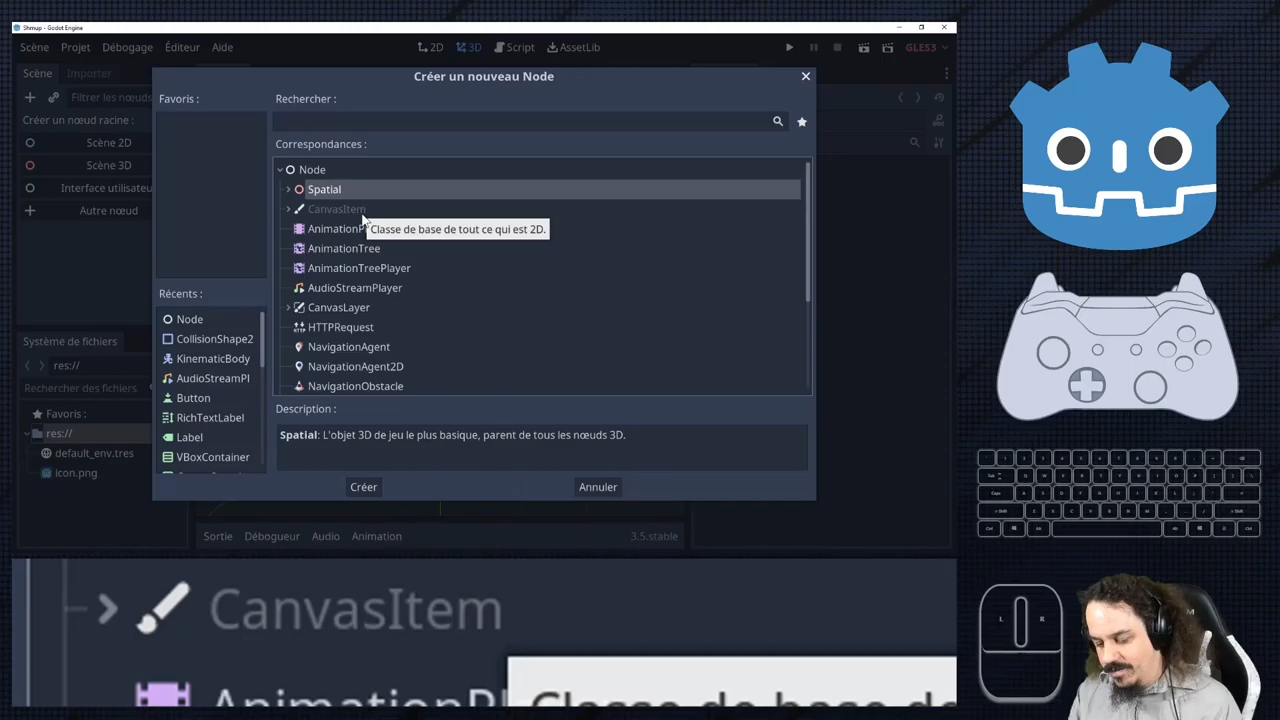 Shmup - Godot Engine
Scène Projet Débogage Éditeur Aide
2D 3D Script AssetLib
GLES3
Scène Importer
Filtrer les nœuds
Créer un nœud racine :
Scène 2D
Scène 3D
Interface utilisateu
Autre nœud
Système de fichiers
res://
Rechercher des fichiers
Favoris :
res://
default_env.tres
icon.png
Créer un nouveau Node
Favoris :
Récents :
Node
CollisionShape2
KinematicBody
AudioStreamPl
Button
RichTextLabel
Label
VBoxContainer
Rechercher :
Correspondances :
Node
Spatial
CanvasItem
AnimationP
Classe de base de tout ce qui est 2D.
AnimationTree
AnimationTreePlayer
AudioStreamPlayer
CanvasLayer
HTTPRequest
NavigationAgent
NavigationAgent2D
NavigationObstacle
Description :
Spatial: L'objet 3D de jeu le plus basique, parent de tous les nœuds 3D.
Créer Annuler
Sortie Débogueur Audio Animation 3.5.stable
CanvasItem
L R